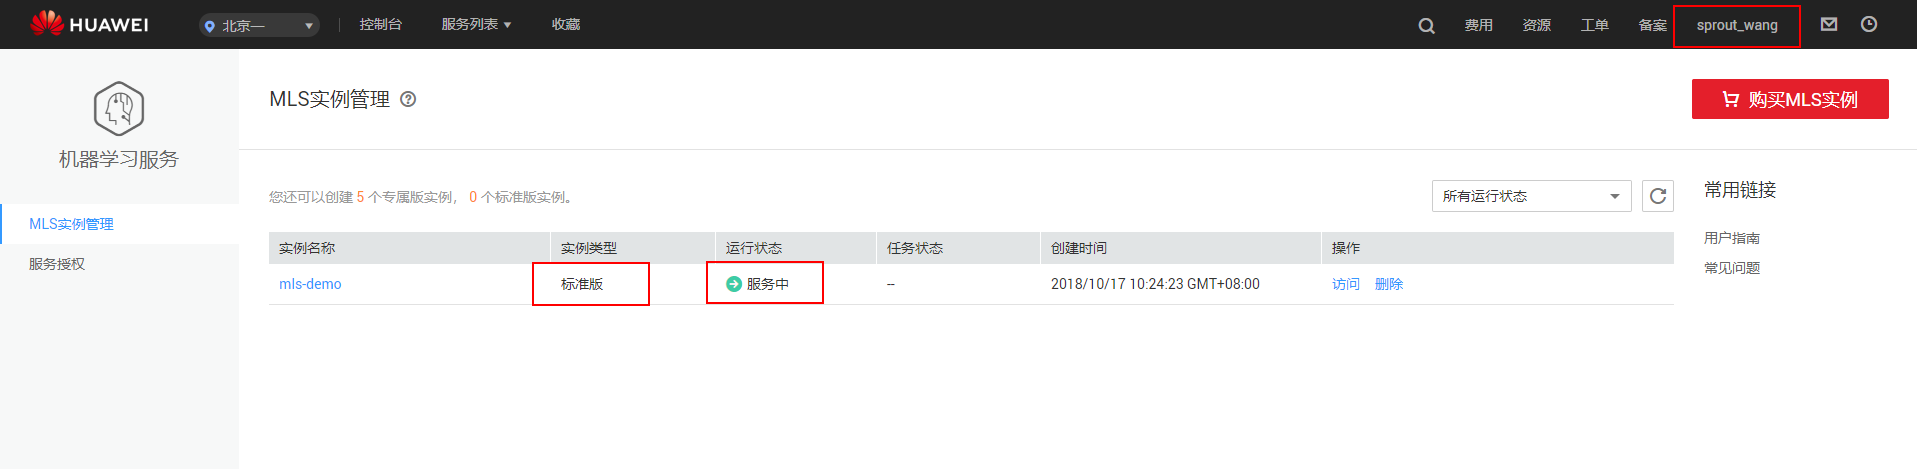 HUAWEI 北京一 控制台 服务列表 收藏 费用 资源 工单 备案 sprout_wang
机器学习服务
MLS实例管理
服务授权
MLS实例管理 ?
购买MLS实例
您还可以创建 5 个专属版实例， 0 个标准版实例。
所有运行状态
实例名称 实例类型 运行状态 任务状态 创建时间 操作
mls-demo 标准版 服务中 -- 2018/10/17 10:24:23 GMT+08:00 访问 删除
常用链接
用户指南
常见问题